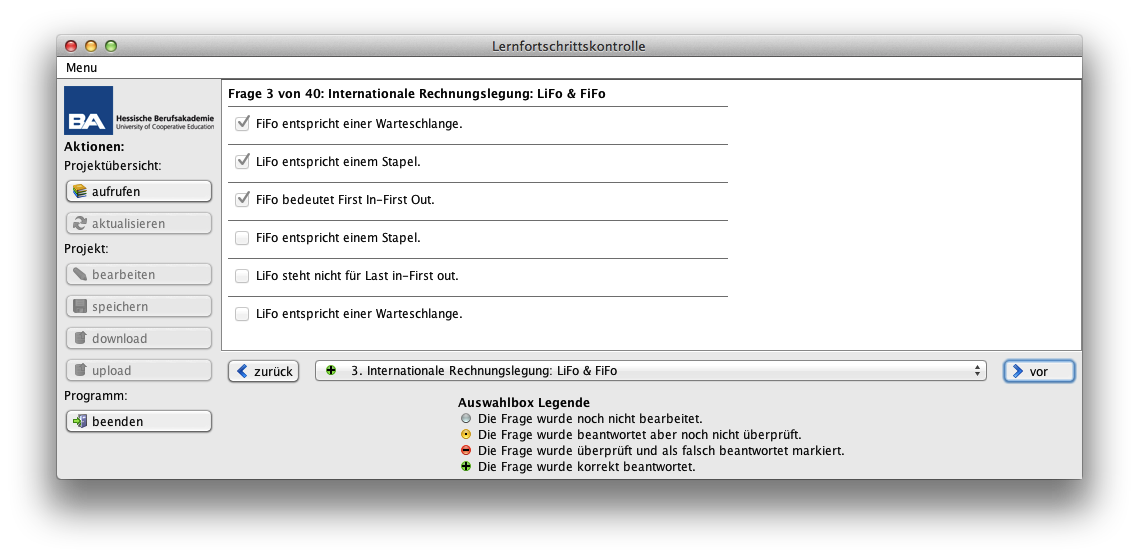 Lernfortschrittskontrolle
Menu
BA Hessische Berufsakademie
University of Cooperative Education
Aktionen:
Projektübersicht:
aufrufen
aktualisieren
Projekt:
bearbeiten
speichern
download
upload
Programm:
beenden
Frage 3 von 40: Internationale Rechnungslegung: LiFo & FiFo
FiFo entspricht einer Warteschlange.
LiFo entspricht einem Stapel.
FiFo bedeutet First In-First Out.
FiFo entspricht einem Stapel.
LiFo steht nicht für Last in-First out.
LiFo entspricht einer Warteschlange.
zurück
3. Internationale Rechnungslegung: LiFo & FiFo
vor
Auswahlbox Legende
Die Frage wurde noch nicht bearbeitet.
Die Frage wurde beantwortet aber noch nicht überprüft.
Die Frage wurde überprüft und als falsch beantwortet markiert.
Die Frage wurde korrekt beantwortet.